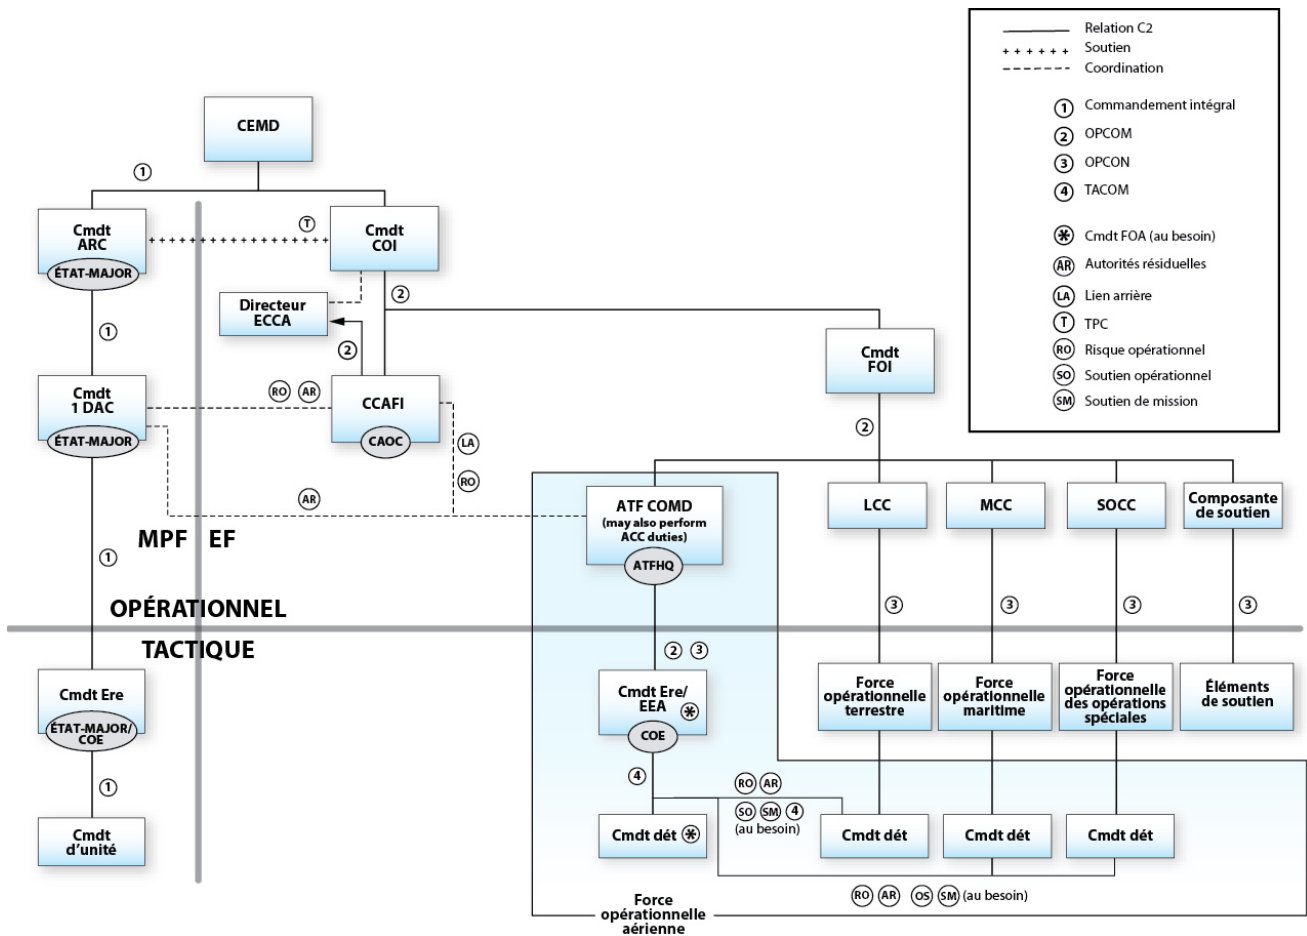 Relation C2
Soutien
Coordination
1 Commandement intégral
2 OPCOM
3 OPCON
4 TACOM
* Cmdt FOA (au besoin)
AR Autorités résiduelles
LA Lien arrière
T TPC
RO Risque opérationnel
SO Soutien opérationnel
SM Soutien de mission
CEMD
1
Cmdt
ARC
ÉTAT-MAJOR
T
Cmdt
COI
Directeur
ECCA
2
2
1
Cmdt
FOI
Cmdt
1 DAC
ÉTAT-MAJOR
RO AR
CCAFI
CAOC
LA
RO
2
AR
ATF COMD
(may also perform
ACC duties)
ATFHQ
LCC
MCC
SOCC
Composante
de soutien
MPF EF
1
OPÉRATIONNEL
TACTIQUE
3
3
3
3
2 3
Cmdt Ere
ÉTAT-MAJOR/
COE
Cmdt Ere/
EEA
*
COE
Force
opérationnelle
terrestre
Force
opérationnelle
maritime
Force
opérationnelle
des opérations
spéciales
Éléments
de soutien
1
4
RO AR
SO SM 4
(au besoin)
Cmdt
d'unité
Cmdt dét *
Cmdt dét
Cmdt dét
Cmdt dét
RO AR OS SM (au besoin)
Force
opérationnelle
aérienne